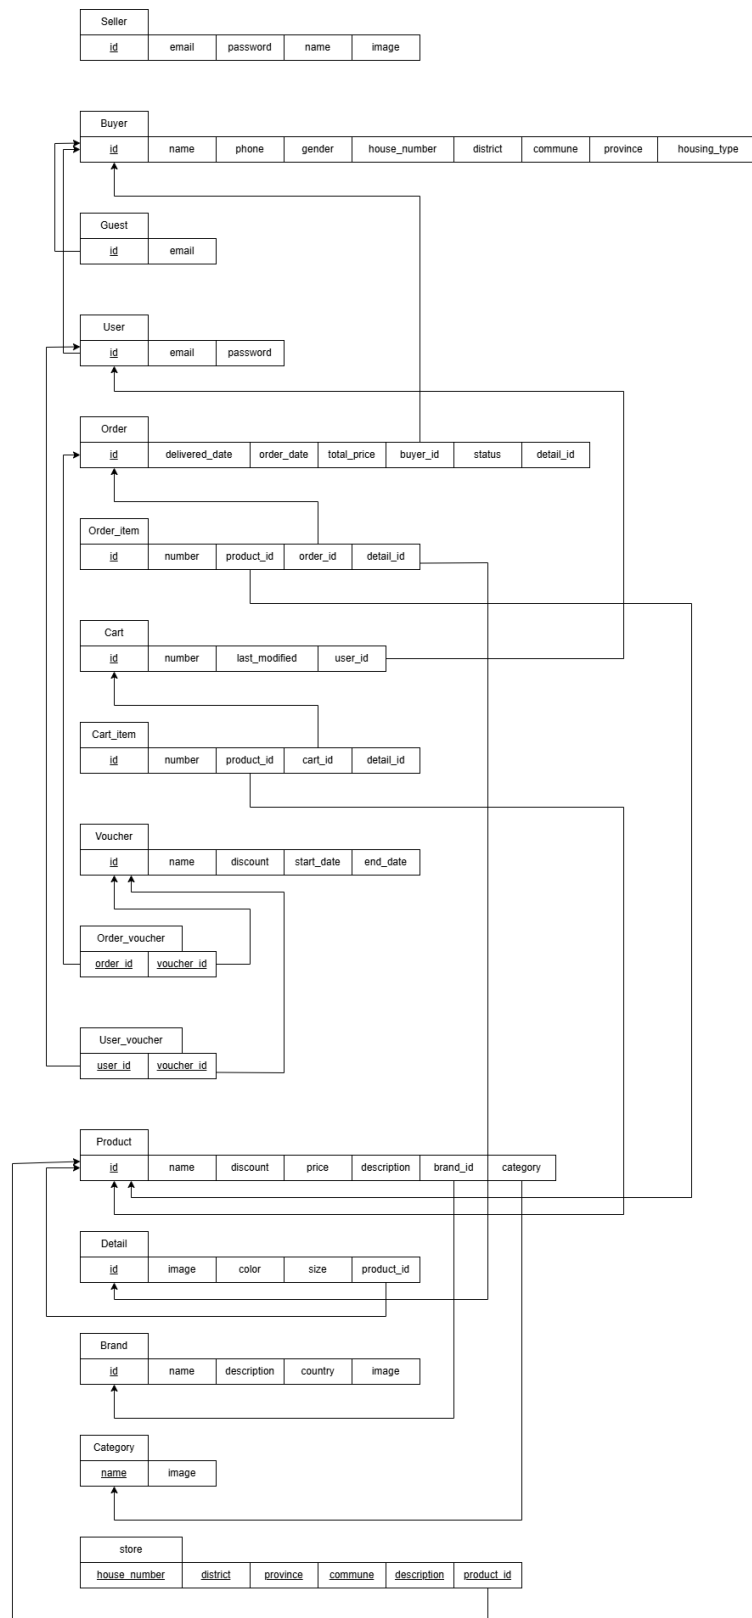 Seller
id email password name image
Buyer
id name phone gender house_number district commune province housing_type
Guest
id email
User
id email password
Order
id delivered_date order_date total_price buyer_id status detail_id
Order_item
id number product_id order_id detail_id
Cart
id number last_modified user_id
Cart_item
id number product_id cart_id detail_id
Voucher
id name discount start_date end_date
Order_voucher
order_id voucher_id
User_voucher
user_id voucher_id
Product
id name discount price description brand_id category
Detail
id image color size product_id
Brand
id name description country image
Category
name image
store
house_number district province commune description product_id